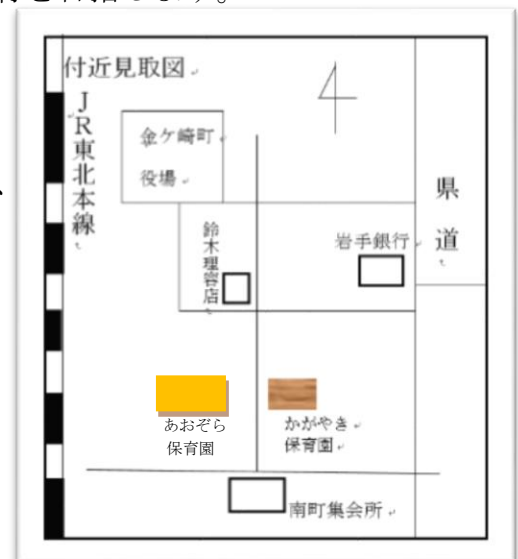 付近見取図
JR東北本線
金ケ崎町
役場
県道
鈴木理容店
岩手銀行
あおぞら
保育園
かがやき
保育園
南町集会所